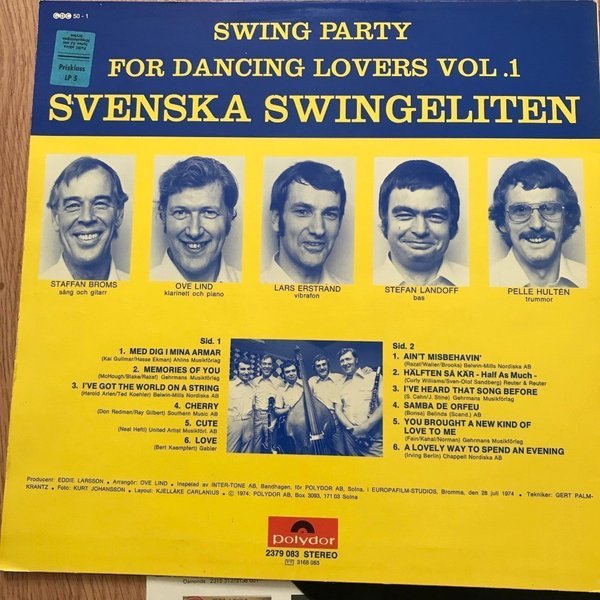 GDC 50 - 1
Prisklass
LP 5
SWING PARTY
FOR DANCING LOVERS VOL.1
SVENSKA SWINGELITEN
STAFFAN BROMS
sång och gitarr
OVE LIND
klarinett och piano
LARS ERSTRAND
vibrafon
STEFAN LANDOFF
bas
PELLE HULTÉN
trummor
Sid. 1
1. MED DIG I MINA ARMAR
(Kai Gullmar/Hasse Ekman) Ahlins Musikförlag
2. MEMORIES OF YOU
(McHough/Blake/Razaf) Gehrmans Musikförlag
3. I'VE GOT THE WORLD ON A STRING
(Harold Arlen/Ted Koehler) Belwin-Mills Nordiska AB
4. CHERRY
(Don Redman/Ray Gilbert) Southern Music AB
5. CUTE
(Neal Hefti) United Artist Musikförl. AB
6. LOVE
(Bert Kaempfert) Gabler
Sid. 2
1. AIN'T MISBEHAVIN'
(Razaf/Waller/Brooks) Belwin-Mills Nordiska AB
2. HÄLFTEN SÅ KÄR - Half As Much -
(Curly Williams/Sven-Olof Sandberg) Reuter & Reuter
3. I'VE HEARD THAT SONG BEFORE
(S. Cahn/J. Stine) Gehrmans Musikförlag
4. SAMBA DE ORFEU
(Bonsa) Belinda (Scand.) AB
5. YOU BROUGHT A NEW KIND OF
LOVE TO ME
(Fain/Kahal/Norman) Gehrmans Musikförlag
6. A LOVELY WAY TO SPEND AN EVENING
(Irving Berlin) Chappell Nordiska AB
Producent: EDDIE LARSSON • Arrangör: OVE LIND • Inspelad av INTER-TONE AB, Bandhagen, för POLYDOR AB, Solna, i EUROPAFILM-STUDIOS, Bromma, den 28 juli 1974 • Tekniker: GERT PALM-
KRANTZ • Foto: KURT JOHANSSON • Layout: KJELLÅKE CARLANIUS • Ⓟ 1974: POLYDOR AB, Box 3093, 171 03 Solna
polydor
2379 083 STEREO
3168 083